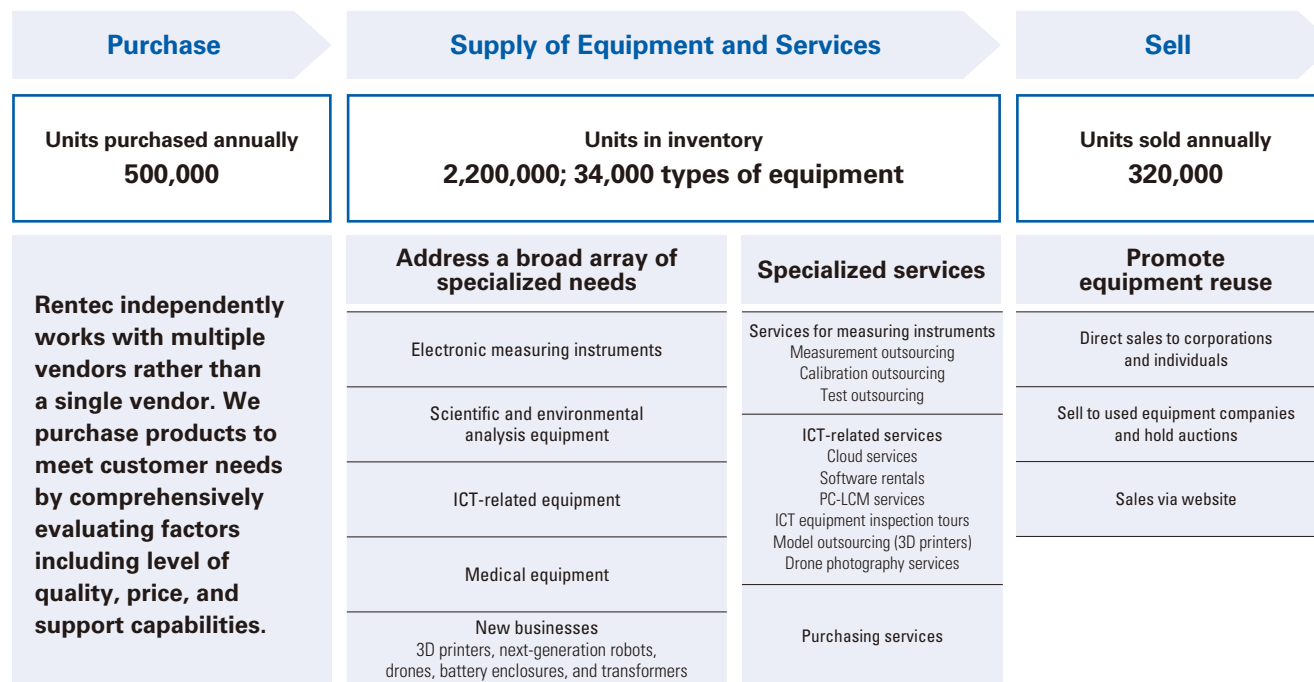 Purchase
Supply of Equipment and Services
Sell
Units purchased annually
500,000
Units in inventory
2,200,000; 34,000 types of equipment
Units sold annually
320,000
Rentec independently
works with multiple
vendors rather than
a single vendor. We
purchase products to
meet customer needs
by comprehensively
evaluating factors
including level of
quality, price, and
support capabilities.
Address a broad array of
specialized needs
Electronic measuring instruments
Scientific and environmental
analysis equipment
ICT-related equipment
Medical equipment
New businesses
3D printers, next-generation robots,
drones, battery enclosures, and transformers
Specialized services
Services for measuring instruments
Measurement outsourcing
Calibration outsourcing
Test outsourcing
ICT-related services
Cloud services
Software rentals
PC-LCM services
ICT equipment inspection tours
Model outsourcing (3D printers)
Drone photography services
Purchasing services
Promote
equipment reuse
Direct sales to corporations
and individuals
Sell to used equipment companies
and hold auctions
Sales via website